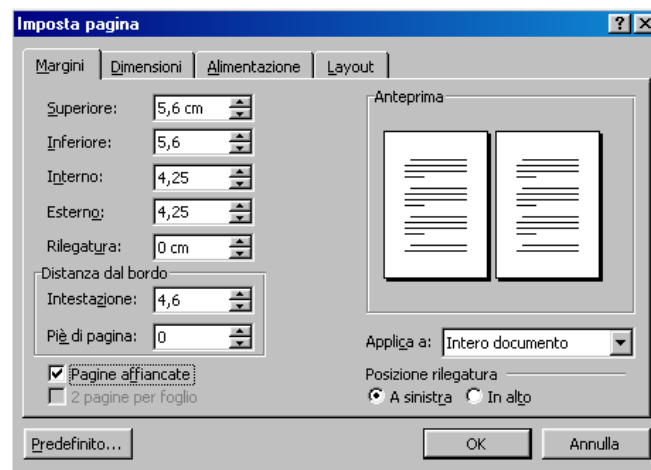 Imposta pagina
Margini Dimensioni Alimentazione Layout
Superiore: 5,6 cm
Inferiore: 5,6
Interno: 4,25
Esterno: 4,25
Rilegatura: 0 cm
Distanza dal bordo
Intestazione: 4,6
Piè di pagina: 0
Pagine affiancate
2 pagine per foglio
Anteprima
Applica a: Intero documento
Posizione rilegatura
A sinistra In alto
Predefinito... OK Annulla